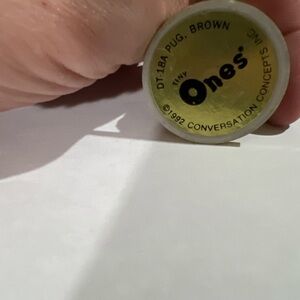 DT-18A PUG, BROWN
TINY
Ones®
©1992 CONVERSATION CONCEPTS INC